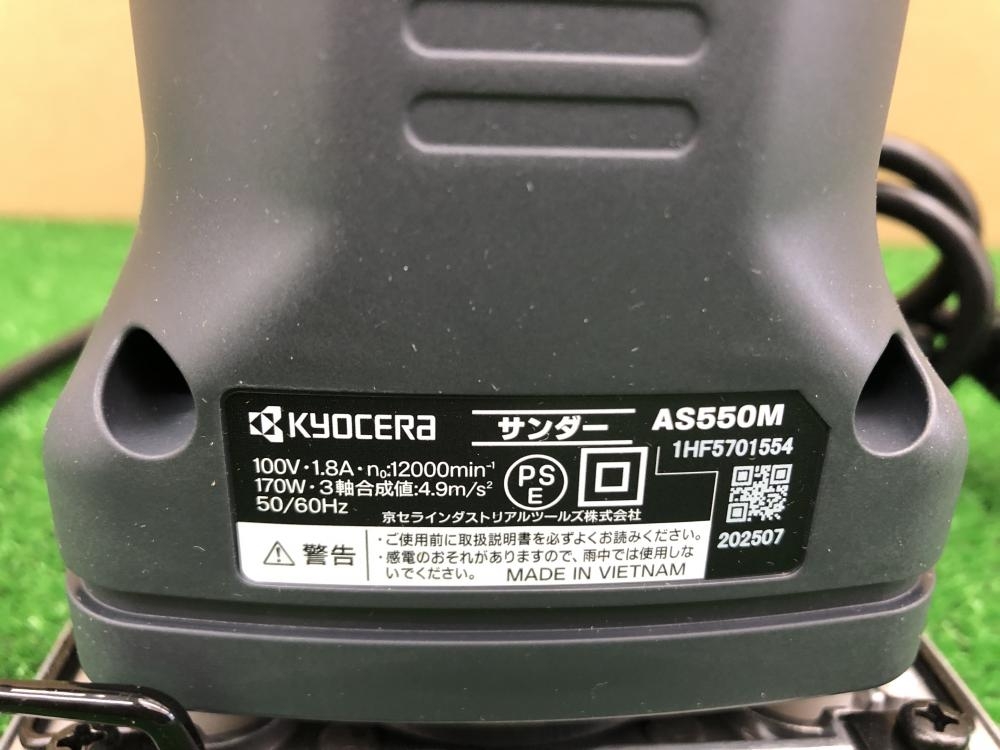 KYOCERA サンダー AS550M
1HF5701554
100V・1.8A・n₀:12000min⁻¹
170W・3軸合成値:4.9m/s²
50/60Hz
PS
E
京セラインダストリアルツールズ株式会社
202507
警告
・ご使用前に取扱説明書を必ずよくお読みください。
・感電のおそれがありますので、雨中では使用しな
いでください。 MADE IN VIETNAM